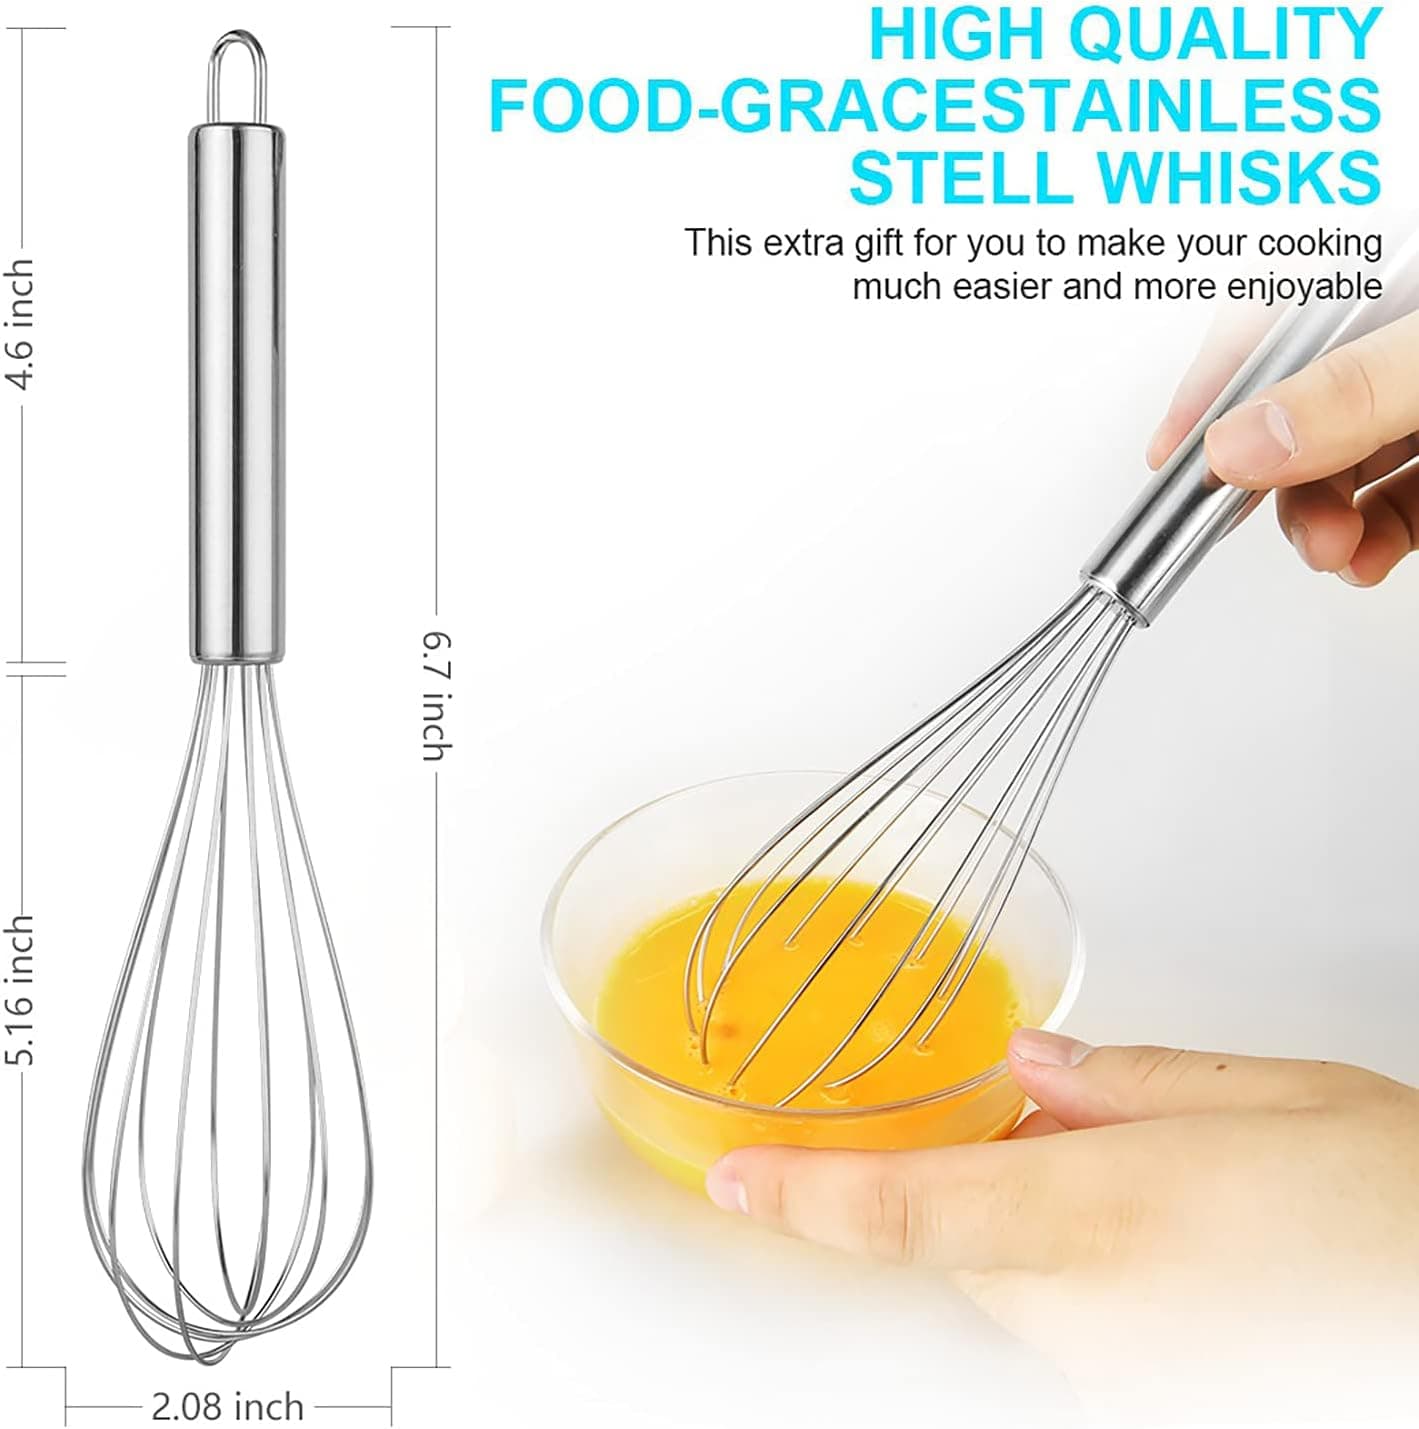 HIGH QUALITY
FOOD-GRACESTAINLESS
STELL WHISKS
This extra gift for you to make your cooking
much easier and more enjoyable
4.6 inch
6.7 inch
5.16 inch
2.08 inch